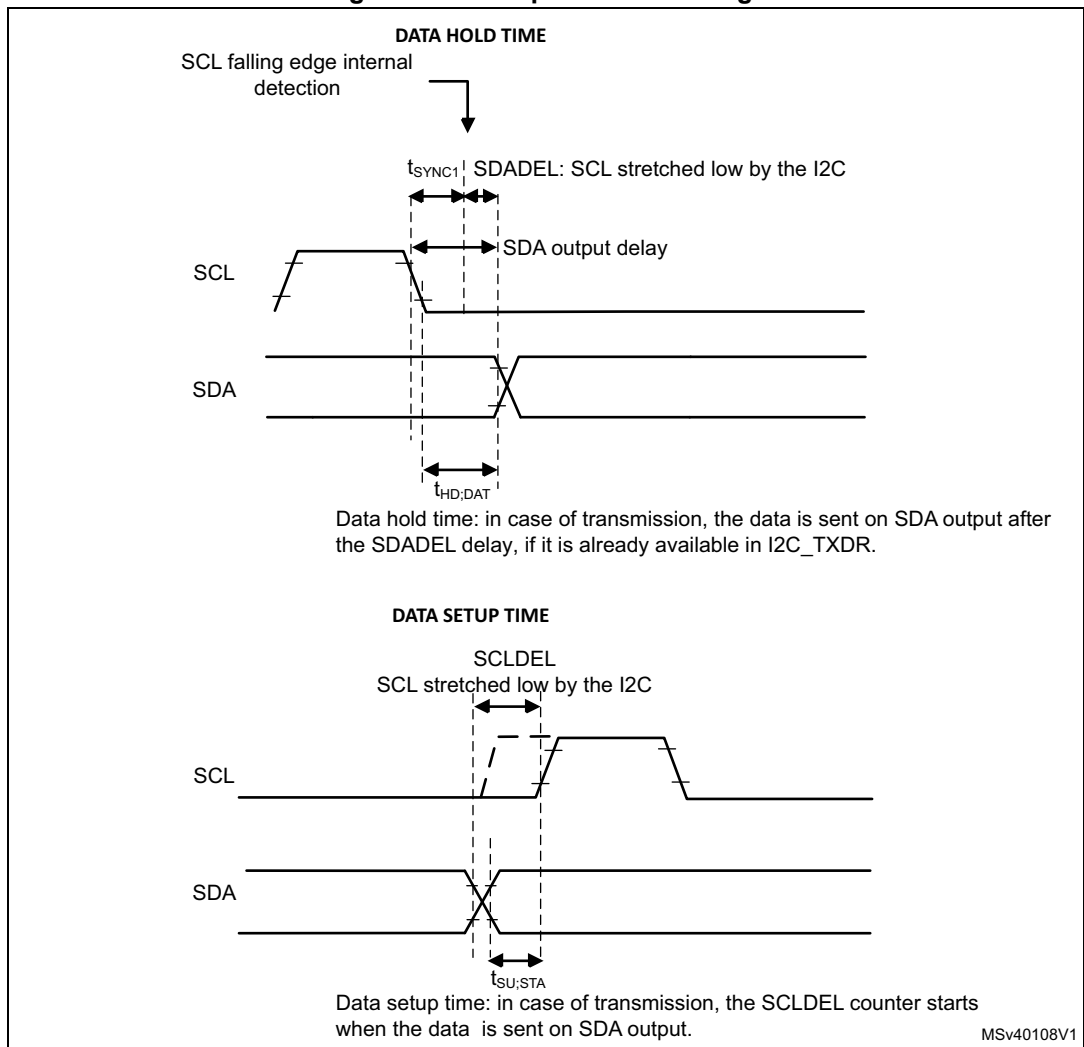 DATA HOLD TIME
SCL falling edge internal
detection
tSYNC1
SDADEL: SCL stretched low by the I2C
SDA output delay
SCL
SDA
tHD;DAT
Data hold time: in case of transmission, the data is sent on SDA output after
the SDADEL delay, if it is already available in I2C_TXDR.
DATA SETUP TIME
SCLDEL
SCL stretched low by the I2C
SCL
SDA
tSU;STA
Data setup time: in case of transmission, the SCLDEL counter starts
when the data is sent on SDA output.
MSv40108V1